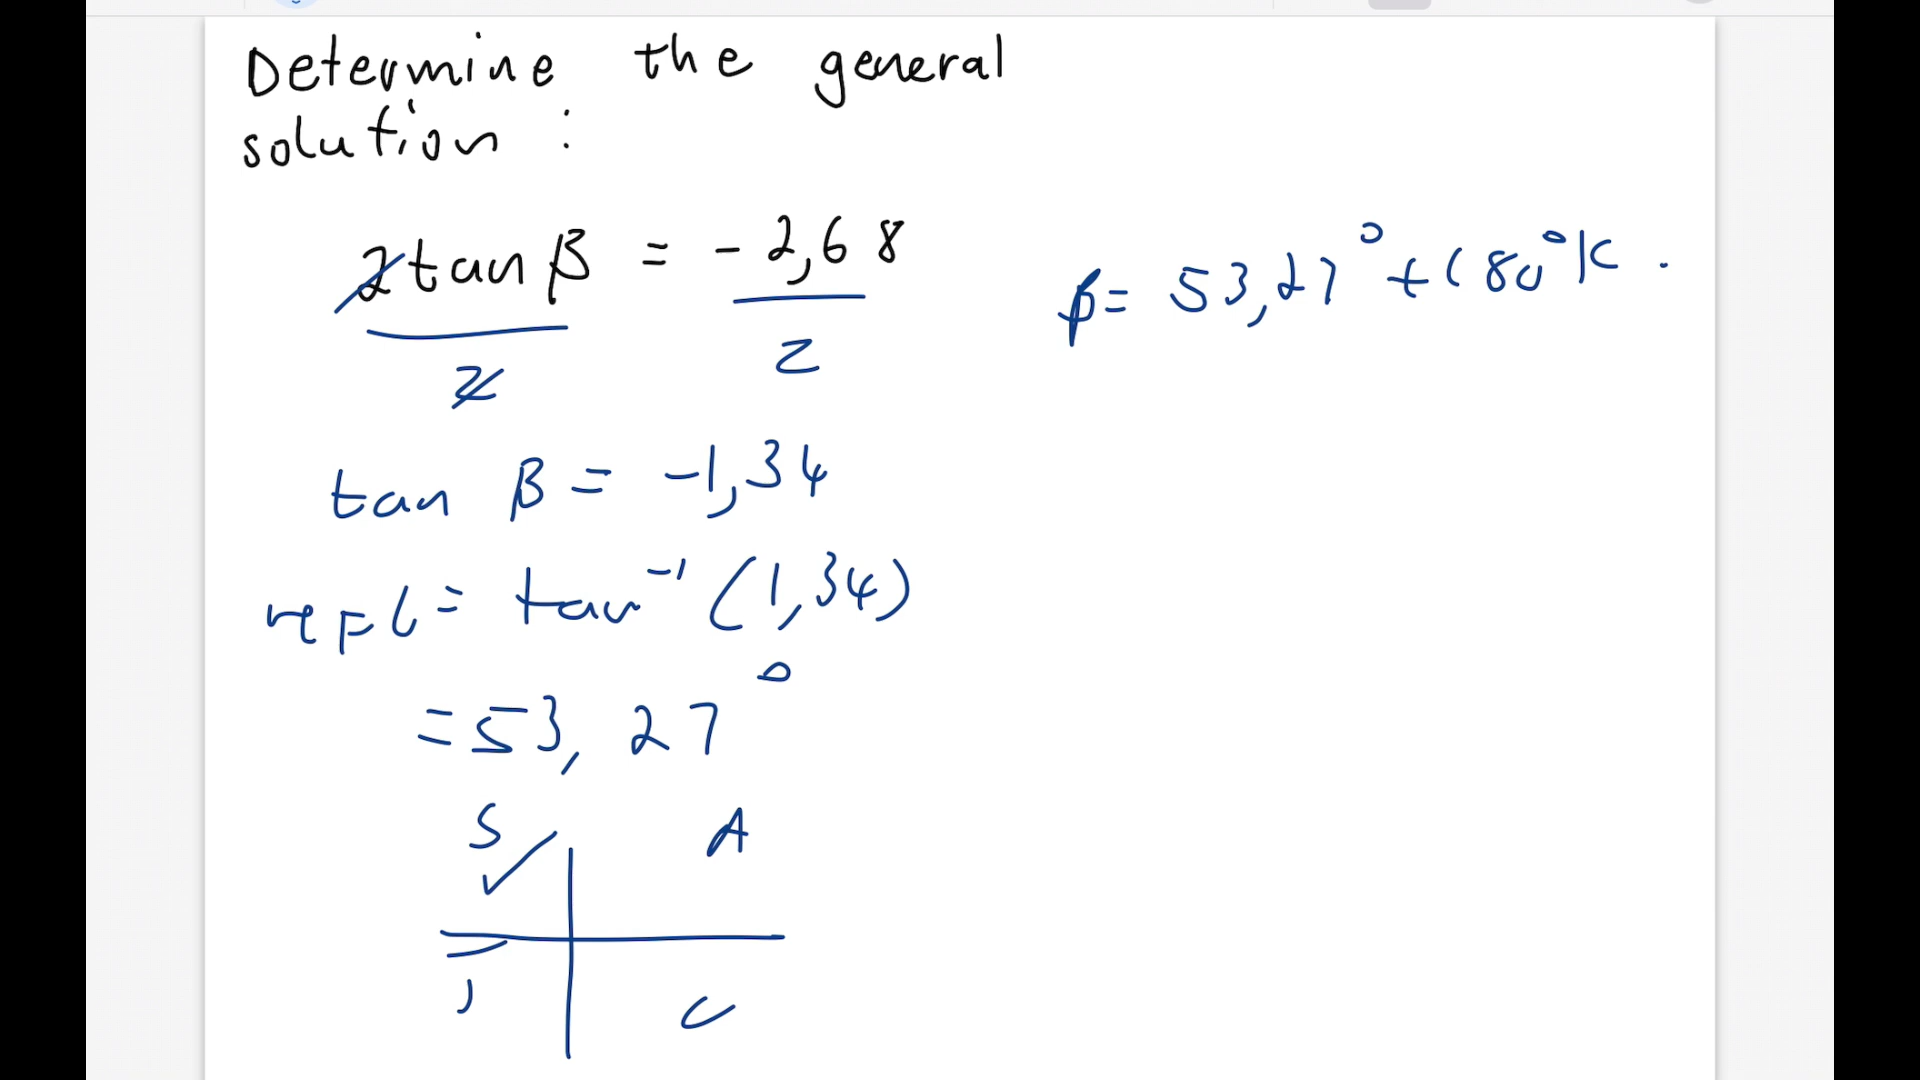 Determine the general
solution :
2tan β = - 2,68
2 2
tan β = -1,34
ref∠ = tan⁻¹ (1,34)
= 53,27°
S A
T C
β = 53,27° + 180°K .